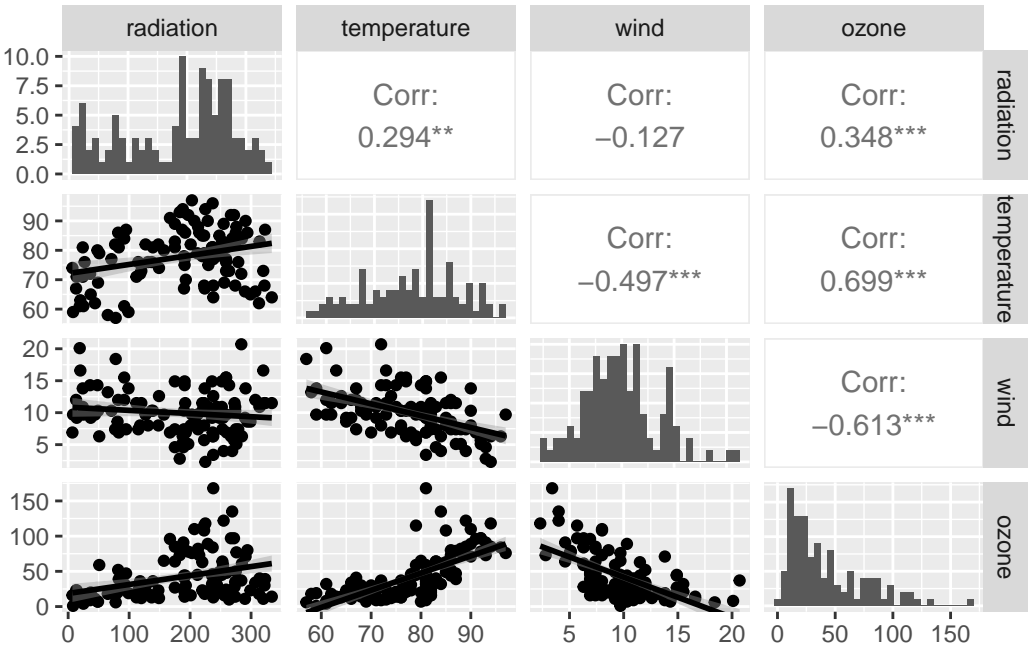 radiation temperature wind ozone
10.0
7.5
5.0
2.5
0.0
Corr:
0.294**
Corr:
−0.127
Corr:
0.348***
radiation
90
80
70
60
Corr:
−0.497***
Corr:
0.699***
temperature
20
15
10
5
Corr:
−0.613***
wind
150
100
50
0
ozone
0 100 200 300 60 70 80 90 5 10 15 20 0 50 100 150